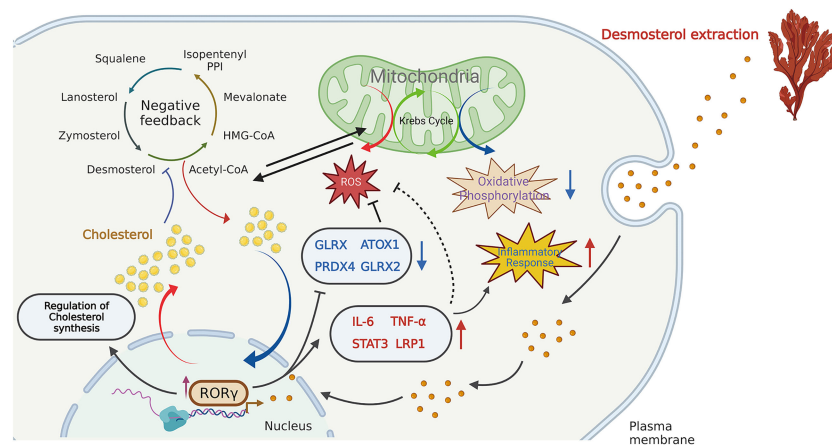 Desmosterol extraction
Squalene
Isopentenyl
PPI
Lanosterol
Negative
feedback
Mevalonate
Zymosterol
HMG-CoA
Desmosterol
Acetyl-CoA
Mitochondria
Krebs Cycle
ROS
Oxidative
Phosphorylation
Cholesterol
GLRX ATOX1
PRDX4 GLRX2
Inflammatory
Response
Regulation of
Cholesterol
synthesis
IL-6 TNF-α
STAT3 LRP1
RORγ
Nucleus
Plasma
membrane